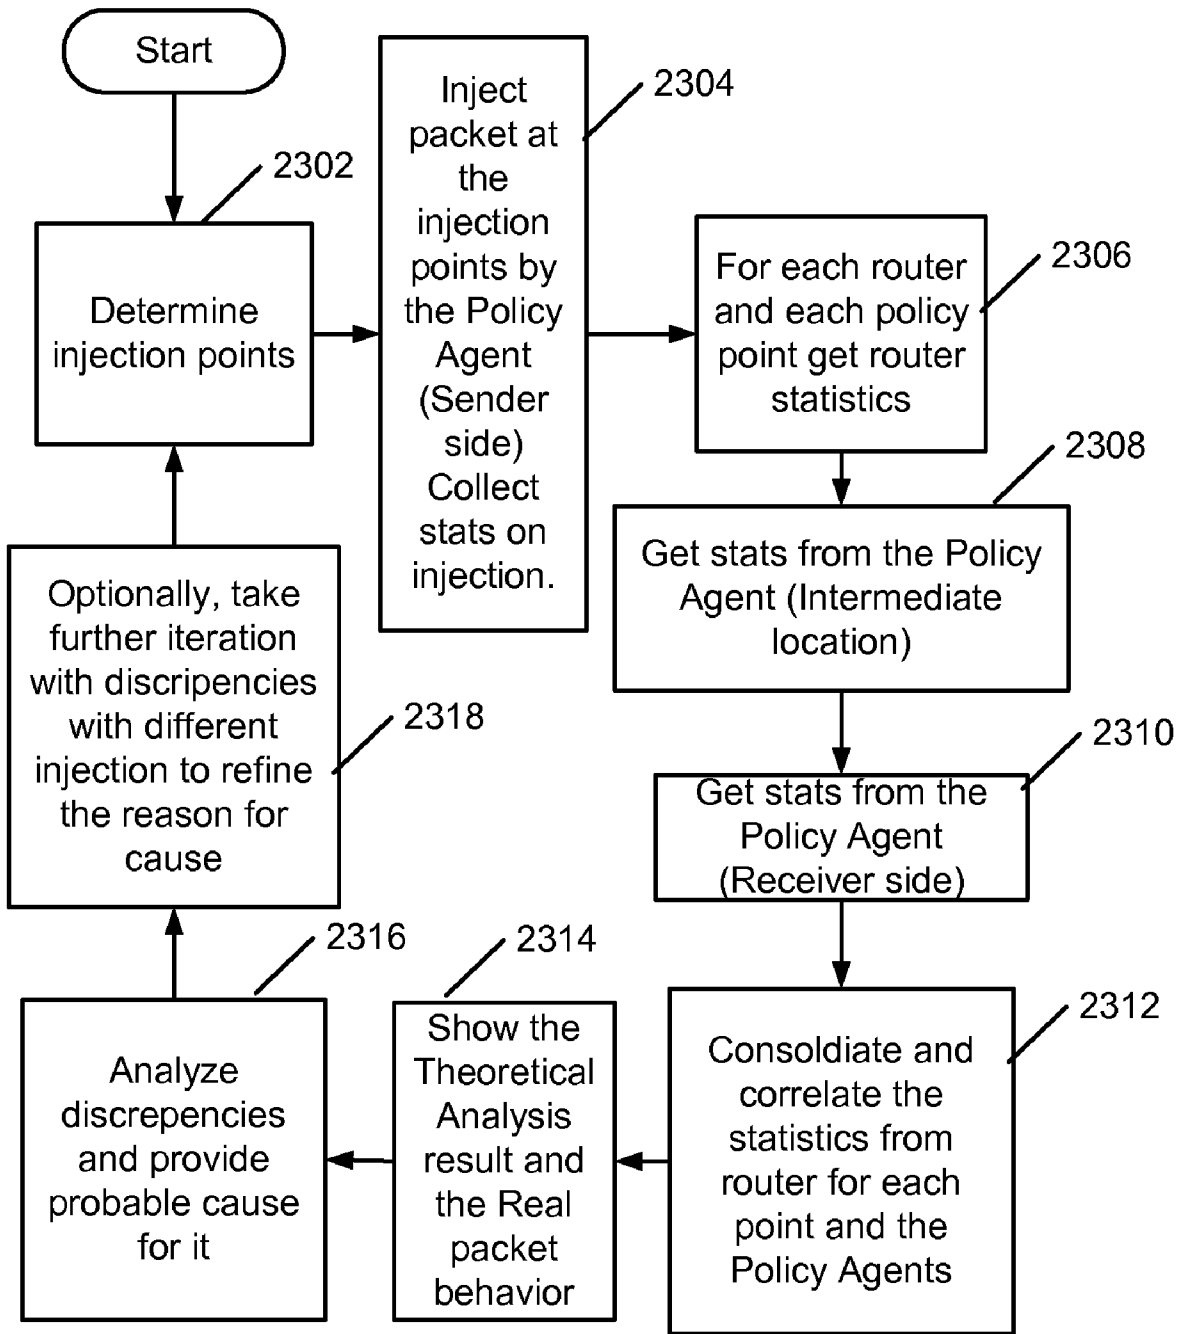 Start
2302
Determine
injection points
2304
Inject
packet at
the
injection
points by
the Policy
Agent
(Sender
side)
Collect
stats on
injection.
2306
For each router
and each policy
point get router
statistics
2308
Get stats from the Policy
Agent (Intermediate
location)
2310
Get stats from the
Policy Agent
(Receiver side)
2312
Consoldiate and
correlate the
statistics from
router for each
point and the
Policy Agents
2314
Show the
Theoretical
Analysis
result and
the Real
packet
behavior
2316
Analyze
discrepencies
and provide
probable cause
for it
2318
Optionally, take
further iteration
with discripencies
with different
injection to refine
the reason for
cause